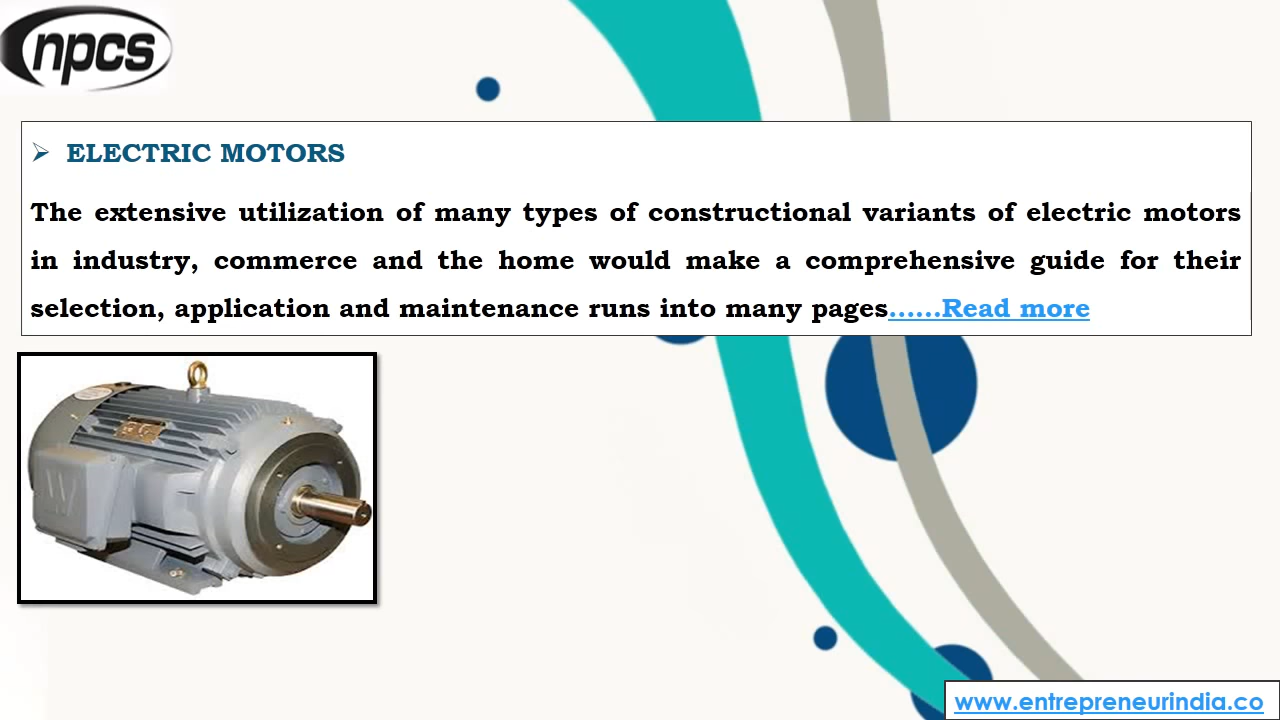 npcs
➢ ELECTRIC MOTORS
The extensive utilization of many types of constructional variants of electric motors
in industry, commerce and the home would make a comprehensive guide for their
selection, application and maintenance runs into many pages......Read more
www.entrepreneurindia.co